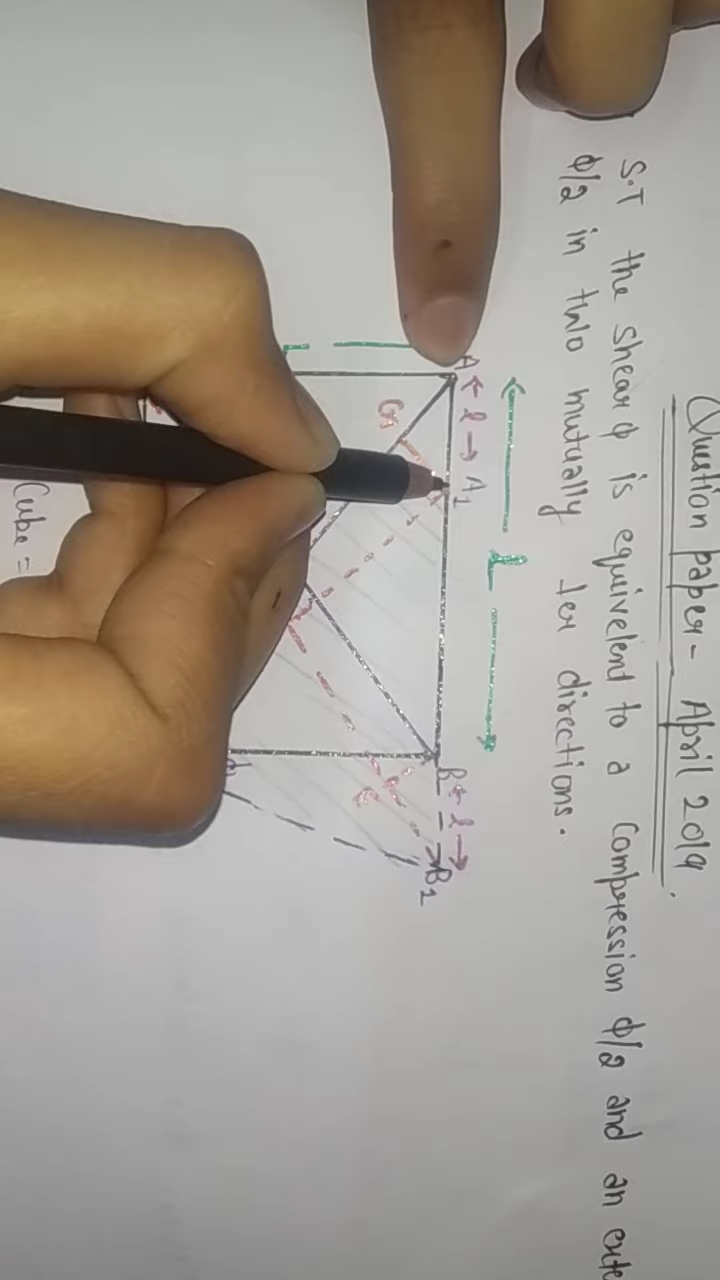 Question paper - April 2019.
S.T the shear ϕ is equivelent to a Compression ϕ/2 and an exte
ϕ/2 in two mutually ⊥er directions.
← L →
A ← l → A1 B ← l → B1
G
F
Cube =